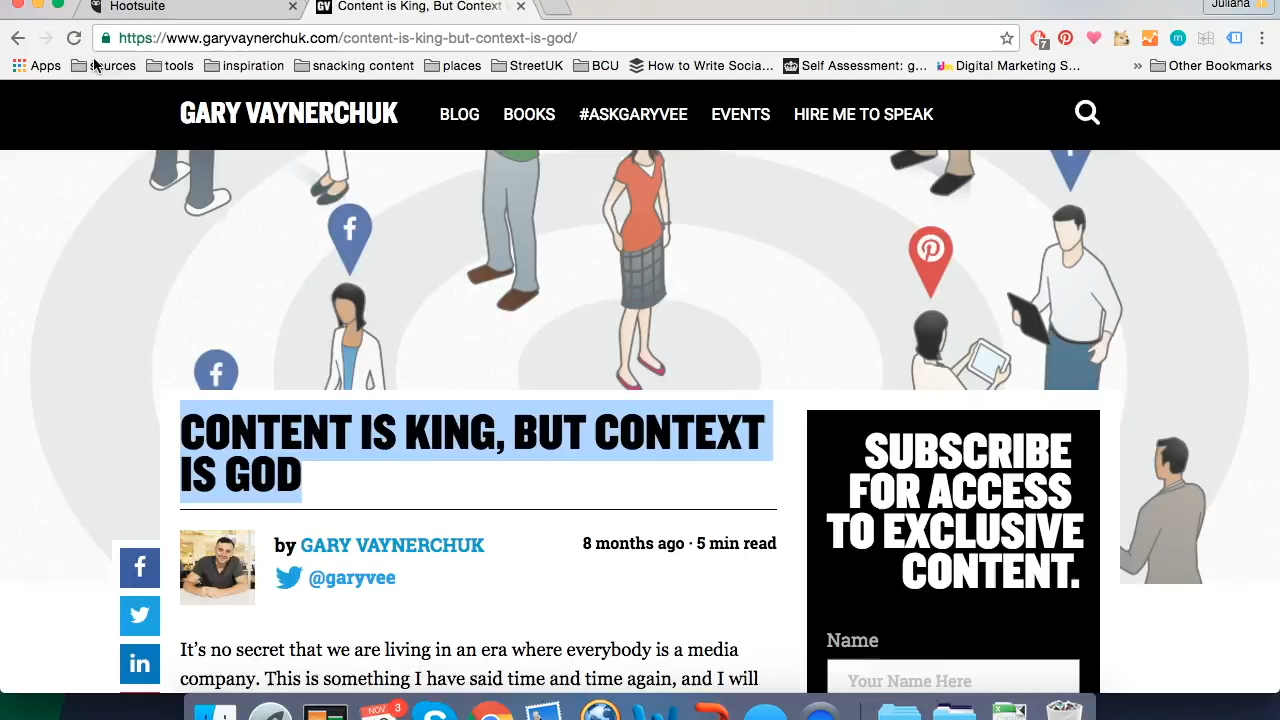 Hootsuite
GV Content is King, But Context
Juliana
https://www.garyvaynerchuk.com/content-is-king-but-context-is-god/
7
Apps tools inspiration snacking content places StreetUK BCU How to Write Soca... Self Assessment: g... Digital Marketing S... » Other Bookmarks
GARY VAYNERCHUK BLOG BOOKS #ASKGARYVEE EVENTS HIRE ME TO SPEAK
CONTENT IS KING, BUT CONTEXT
IS GOD
by GARY VAYNERCHUK
8 months ago · 5 min read
@garyvee
It’s no secret that we are living in an era where everybody is a media
company. This is something I have said time and time again, and I will
SUBSCRIBE
FOR ACCESS
TO EXCLUSIVE
CONTENT.
Name
Your Name Here
NOV 3